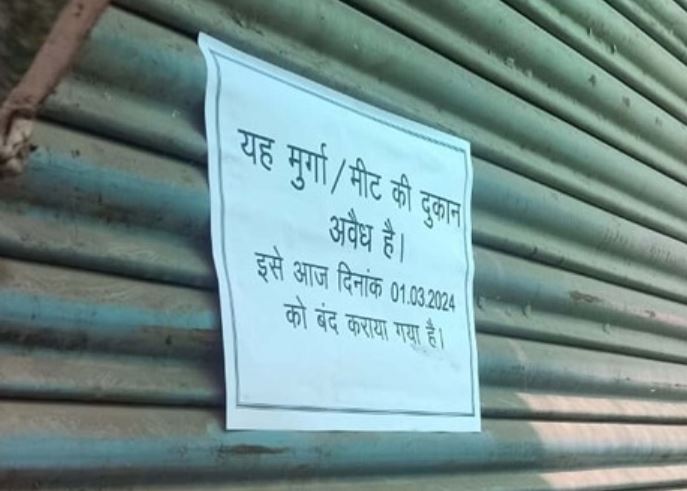 यह मुर्गा/मीट की दुकान
अवैध है।
इसे आज दिनांक 01.03.2024
को बंद कराया गया है।